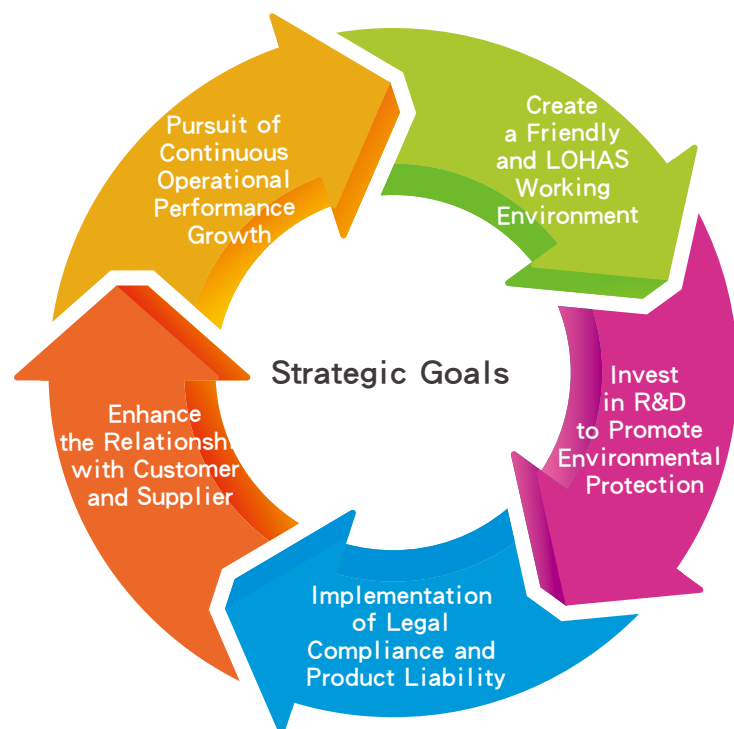 Pursuit of
Continuous
Operational
Performance
Growth
Create
a Friendly
and LOHAS
Working
Environment
Strategic Goals
Invest
in R&D
to Promote
Environmental
Protection
Enhance
the Relationship
with Customer
and Supplier
Implementation
of Legal
Compliance and
Product Liability